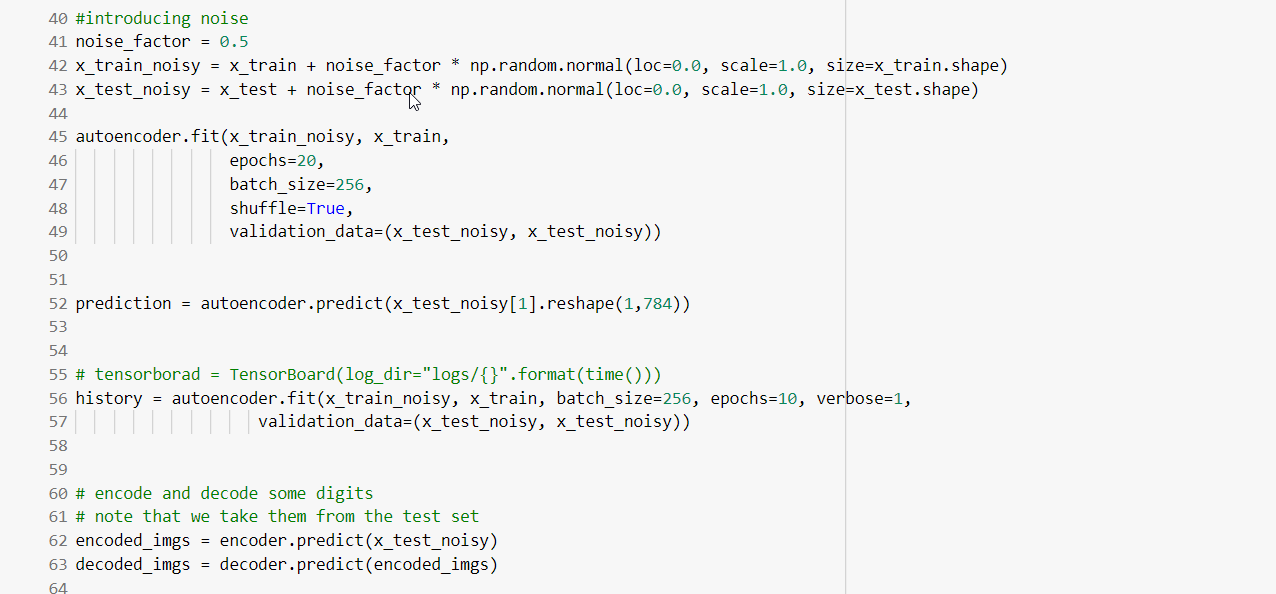 40 #introducing noise
41 noise_factor = 0.5
42 x_train_noisy = x_train + noise_factor * np.random.normal(loc=0.0, scale=1.0, size=x_train.shape)
43 x_test_noisy = x_test + noise_factor * np.random.normal(loc=0.0, scale=1.0, size=x_test.shape)
44
45 autoencoder.fit(x_train_noisy, x_train,
46                 epochs=20,
47                 batch_size=256,
48                 shuffle=True,
49                 validation_data=(x_test_noisy, x_test_noisy))
50
51
52 prediction = autoencoder.predict(x_test_noisy[1].reshape(1,784))
53
54
55 # tensorborad = TensorBoard(log_dir="logs/{}".format(time()))
56 history = autoencoder.fit(x_train_noisy, x_train, batch_size=256, epochs=10, verbose=1,
57                    validation_data=(x_test_noisy, x_test_noisy))
58
59
60 # encode and decode some digits
61 # note that we take them from the test set
62 encoded_imgs = encoder.predict(x_test_noisy)
63 decoded_imgs = decoder.predict(encoded_imgs)
64